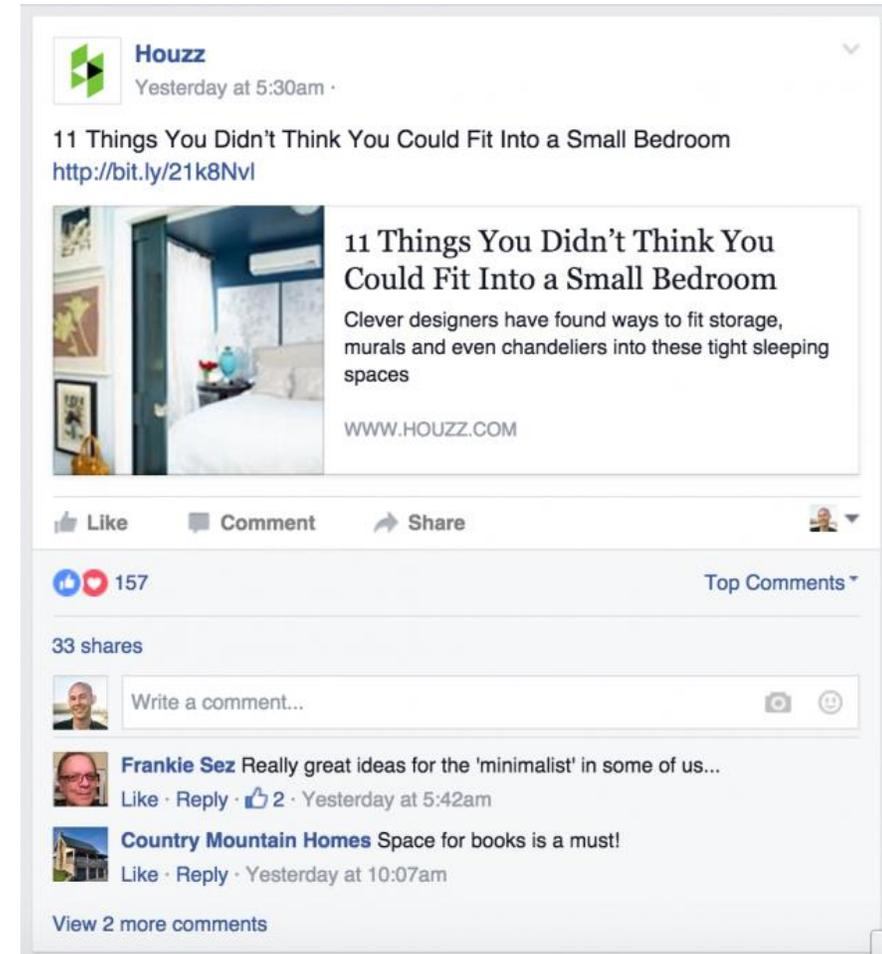 Houzz
Yesterday at 5:30am ·
11 Things You Didn't Think You Could Fit Into a Small Bedroom
http://bit.ly/21k8Nvl
11 Things You Didn't Think You
Could Fit Into a Small Bedroom
Clever designers have found ways to fit storage,
murals and even chandeliers into these tight sleeping
spaces
WWW.HOUZZ.COM
Like Comment Share
157 Top Comments
33 shares
Write a comment...
Frankie Sez Really great ideas for the 'minimalist' in some of us...
Like · Reply · 2 · Yesterday at 5:42am
Country Mountain Homes Space for books is a must!
Like · Reply · Yesterday at 10:07am
View 2 more comments